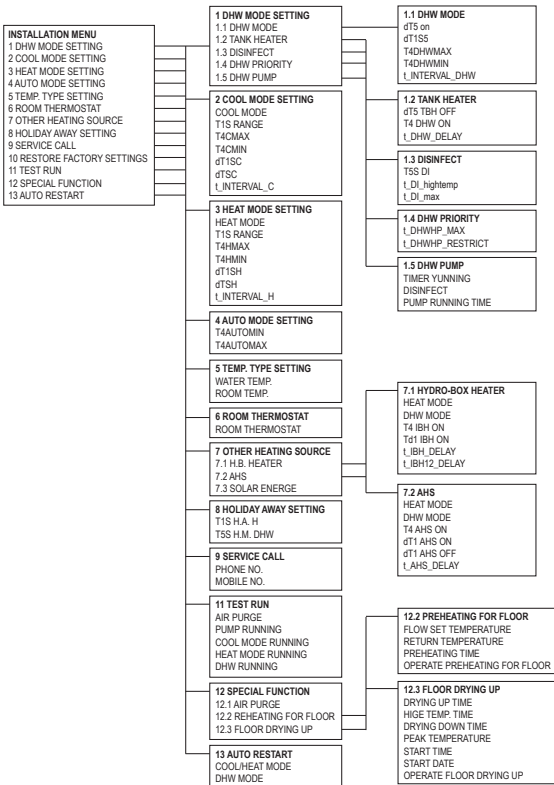 INSTALLATION MENU
1 DHW MODE SETTING
2 COOL MODE SETTING
3 HEAT MODE SETTING
4 AUTO MODE SETTING
5 TEMP. TYPE SETTING
6 ROOM THERMOSTAT
7 OTHER HEATING SOURCE
8 HOLIDAY AWAY SETTING
9 SERVICE CALL
10 RESTORE FACTORY SETTINGS
11 TEST RUN
12 SPECIAL FUNCTION
13 AUTO RESTART
1 DHW MODE SETTING
1.1 DHW MODE
1.2 TANK HEATER
1.3 DISINFECT
1.4 DHW PRIORITY
1.5 DHW PUMP
2 COOL MODE SETTING
COOL MODE
T1S RANGE
T4CMAX
T4CMIN
dT1SC
dTSC
t_INTERVAL_C
3 HEAT MODE SETTING
HEAT MODE
T1S RANGE
T4HMAX
T4HMIN
dT1SH
dTSH
t_INTERVAL_H
4 AUTO MODE SETTING
T4AUTOMIN
T4AUTOMAX
5 TEMP. TYPE SETTING
WATER TEMP.
ROOM TEMP.
6 ROOM THERMOSTAT
ROOM THERMOSTAT
7 OTHER HEATING SOURCE
7.1 H.B. HEATER
7.2 AHS
7.3 SOLAR ENERGE
8 HOLIDAY AWAY SETTING
T1S H.A. H
T5S H.M. DHW
9 SERVICE CALL
PHONE NO.
MOBILE NO.
11 TEST RUN
AIR PURGE
PUMP RUNNING
COOL MODE RUNNING
HEAT MODE RUNNING
DHW RUNNING
12 SPECIAL FUNCTION
12.1 AIR PURGE
12.2 REHEATING FOR FLOOR
12.3 FLOOR DRYING UP
13 AUTO RESTART
COOL/HEAT MODE
DHW MODE
1.1 DHW MODE
dT5 on
dT1S5
T4DHWMAX
T4DHWMIN
t_INTERVAL_DHW
1.2 TANK HEATER
dT5 TBH OFF
T4 DHW ON
t_DHW_DELAY
1.3 DISINFECT
T5S DI
t_DI_hightemp
t_DI_max
1.4 DHW PRIORITY
t_DHWHP_MAX
t_DHWHP_RESTRICT
1.5 DHW PUMP
TIMER YUNNING
DISINFECT
PUMP RUNNING TIME
7.1 HYDRO-BOX HEATER
HEAT MODE
DHW MODE
T4 IBH ON
Td1 IBH ON
t_IBH_DELAY
t_IBH12_DELAY
7.2 AHS
HEAT MODE
DHW MODE
T4 AHS ON
dT1 AHS ON
dT1 AHS OFF
t_AHS_DELAY
12.2 PREHEATING FOR FLOOR
FLOW SET TEMPERATURE
RETURN TEMPERATURE
PREHEATING TIME
OPERATE PREHEATING FOR FLOOR
12.3 FLOOR DRYING UP
DRYING UP TIME
HIGE TEMP. TIME
DRYING DOWN TIME
PEAK TEMPERATURE
START TIME
START DATE
OPERATE FLOOR DRYING UP